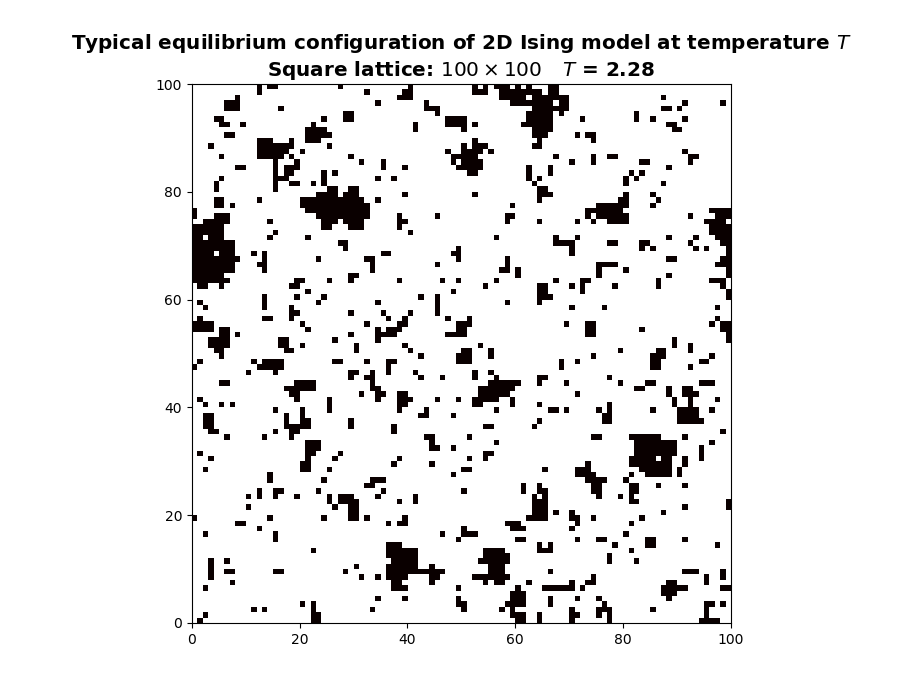 Typical equilibrium configuration of 2D Ising model at temperature T
Square lattice: 100 × 100 T = 2.28
100
80
60
40
20
0
0 20 40 60 80 100